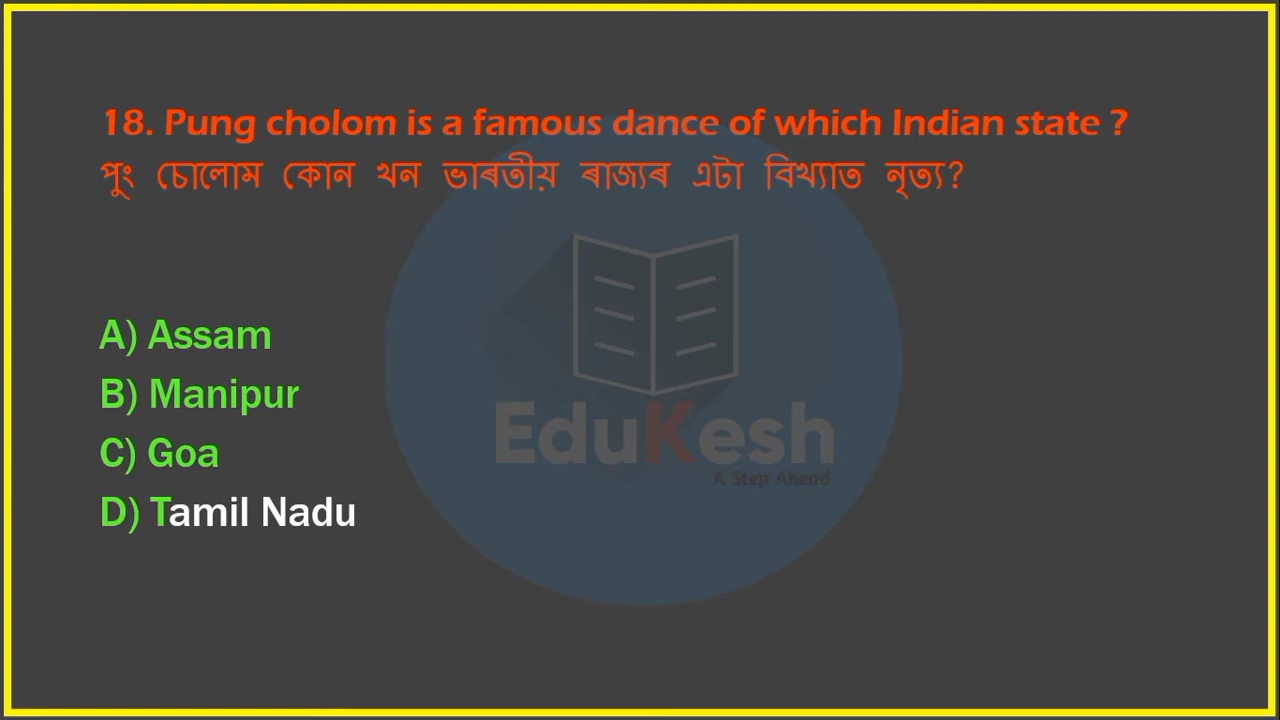 18. Pung cholom is a famous dance of which Indian state ?
পুং চোলোম কোন খন ভাৰতীয় ৰাজ্যৰ এটা বিখ্যাত নৃত্য?
A) Assam
B) Manipur
C) Goa
D) Tamil Nadu
EduKesh
A Step Ahead